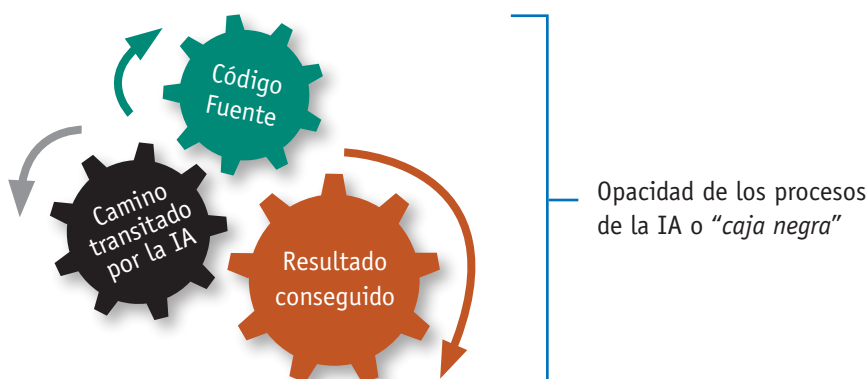 Código
Fuente
Camino
transitado
por la IA
Resultado
conseguido
Opacidad de los procesos
de la IA o “caja negra”